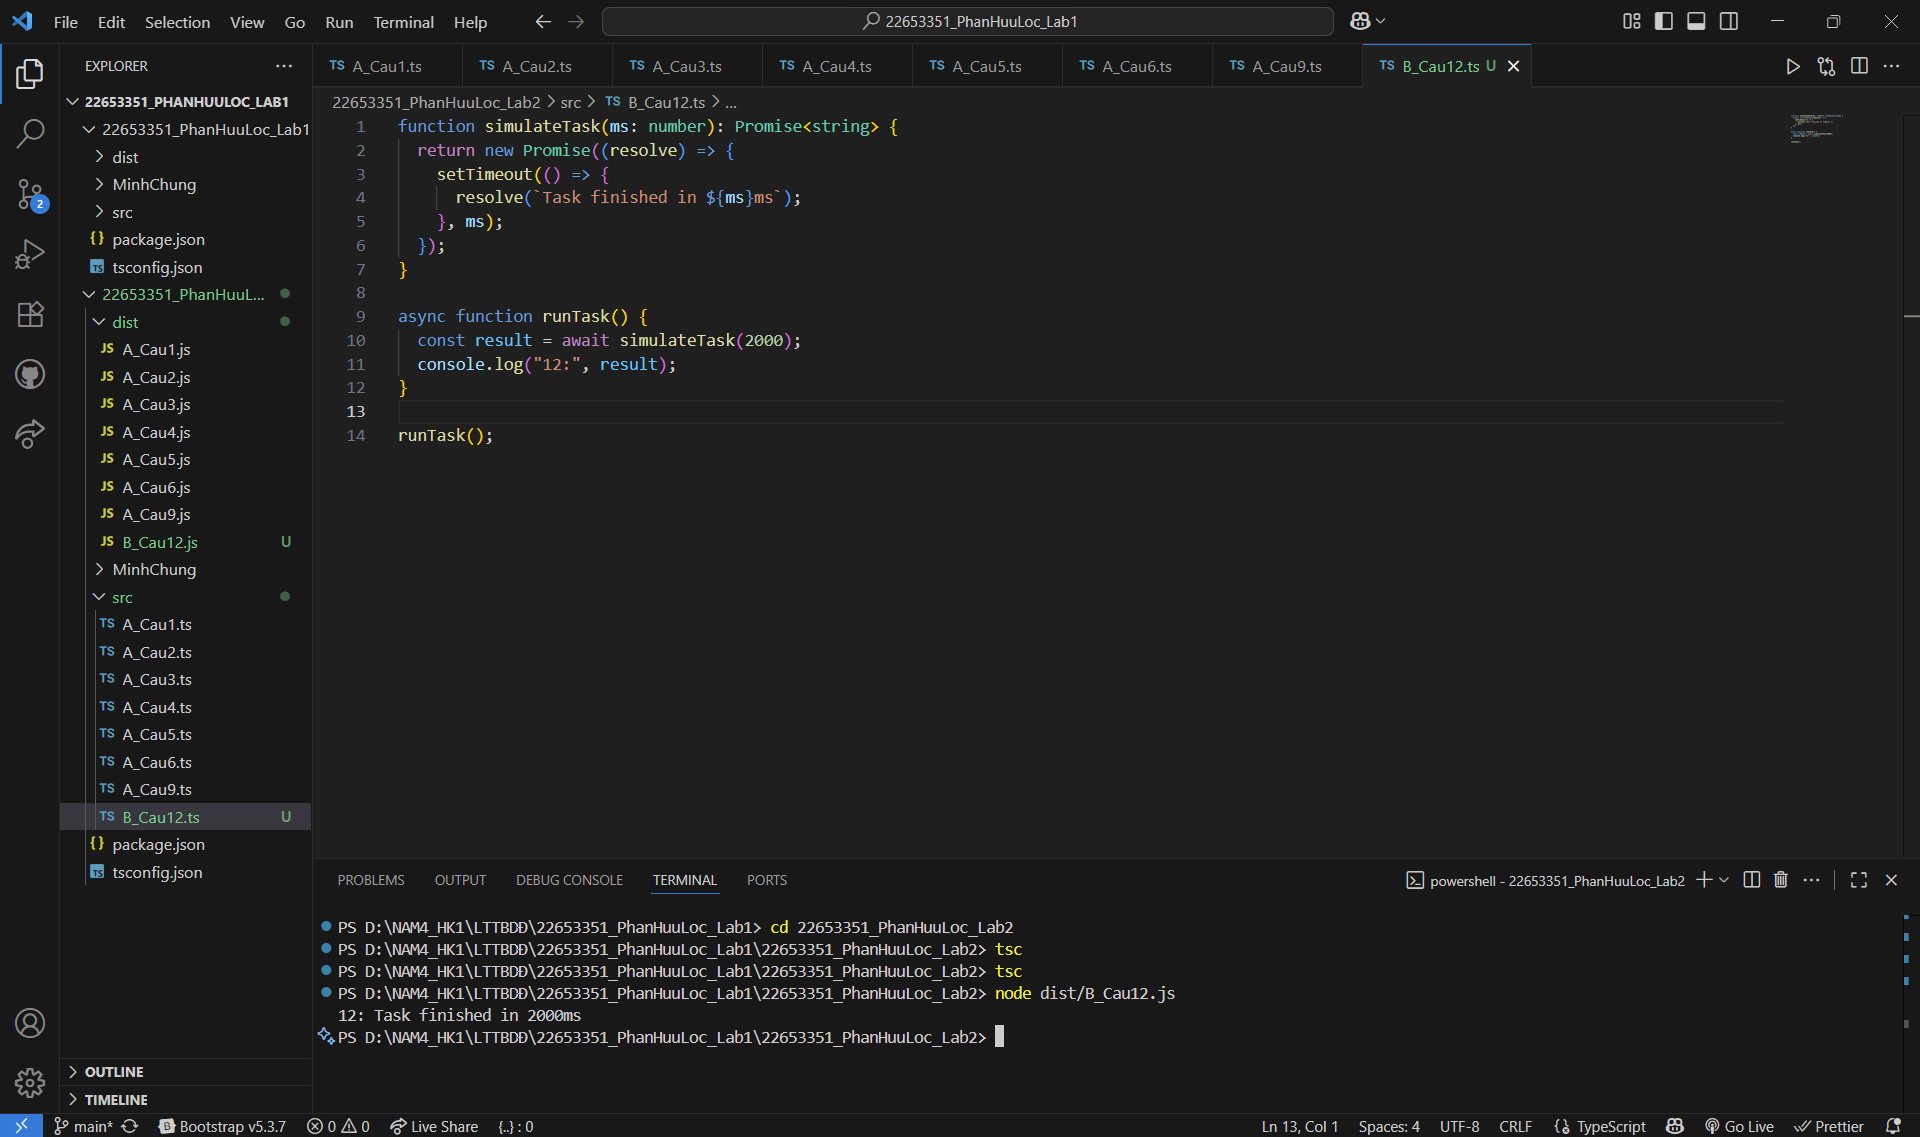 File Edit Selection View Go Run Terminal Help
22653351_PhanHuuLoc_Lab1
EXPLORER
22653351_PHANHUULOC_LAB1
22653351_PhanHuuLoc_Lab1
dist
MinhChung
src
package.json
tsconfig.json
22653351_PhanHuuL...
dist
A_Cau1.js
A_Cau2.js
A_Cau3.js
A_Cau4.js
A_Cau5.js
A_Cau6.js
A_Cau9.js
B_Cau12.js U
MinhChung
src
A_Cau1.ts
A_Cau2.ts
A_Cau3.ts
A_Cau4.ts
A_Cau5.ts
A_Cau6.ts
A_Cau9.ts
B_Cau12.ts U
package.json
tsconfig.json
OUTLINE
TIMELINE
2
TS A_Cau1.ts TS A_Cau2.ts TS A_Cau3.ts TS A_Cau4.ts TS A_Cau5.ts TS A_Cau6.ts TS A_Cau9.ts TS B_Cau12.ts U
22653351_PhanHuuLoc_Lab2 > src > TS B_Cau12.ts > ...
1 function simulateTask(ms: number): Promise<string> {
2 return new Promise((resolve) => {
3 setTimeout(() => {
4 resolve(`Task finished in ${ms}ms`);
5 }, ms);
6 });
7 }
8
9 async function runTask() {
10 const result = await simulateTask(2000);
11 console.log("12:", result);
12 }
13
14 runTask();
PROBLEMS OUTPUT DEBUG CONSOLE TERMINAL PORTS
powershell - 22653351_PhanHuuLoc_Lab2
PS D:\NAM4_HK1\LTTBDĐ\22653351_PhanHuuLoc_Lab1> cd 22653351_PhanHuuLoc_Lab2
PS D:\NAM4_HK1\LTTBDĐ\22653351_PhanHuuLoc_Lab1\22653351_PhanHuuLoc_Lab2> tsc
PS D:\NAM4_HK1\LTTBDĐ\22653351_PhanHuuLoc_Lab1\22653351_PhanHuuLoc_Lab2> tsc
PS D:\NAM4_HK1\LTTBDĐ\22653351_PhanHuuLoc_Lab1\22653351_PhanHuuLoc_Lab2> node dist/B_Cau12.js
12: Task finished in 2000ms
PS D:\NAM4_HK1\LTTBDĐ\22653351_PhanHuuLoc_Lab1\22653351_PhanHuuLoc_Lab2>
main* Bootstrap v5.3.7 0 0 Live Share {..} : 0 Ln 13, Col 1 Spaces: 4 UTF-8 CRLF TypeScript Go Live Prettier